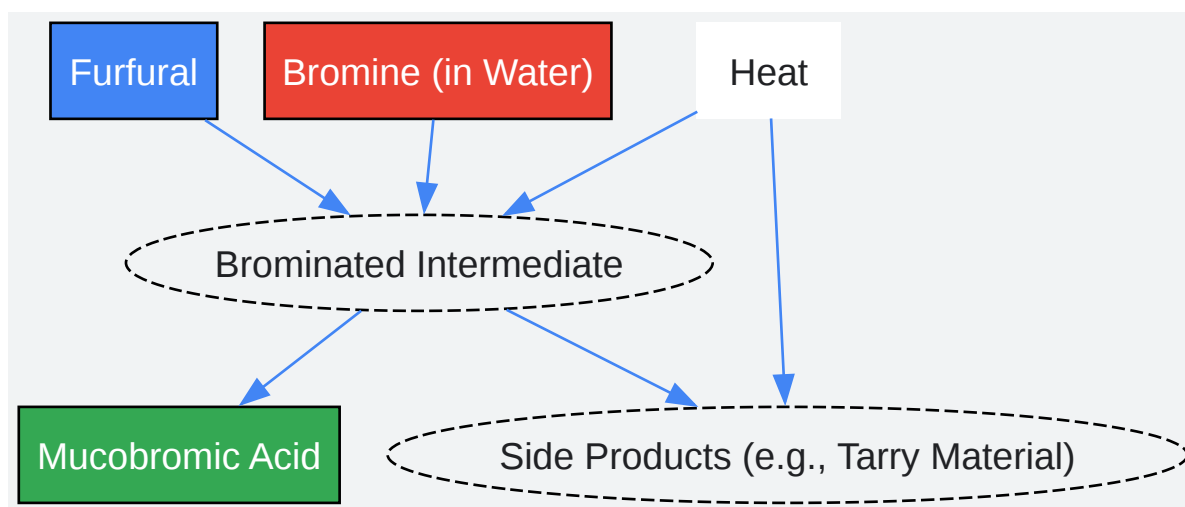 Furfural
Bromine (in Water)
Heat
Brominated Intermediate
Mucobromic Acid
Side Products (e.g., Tarry Material)